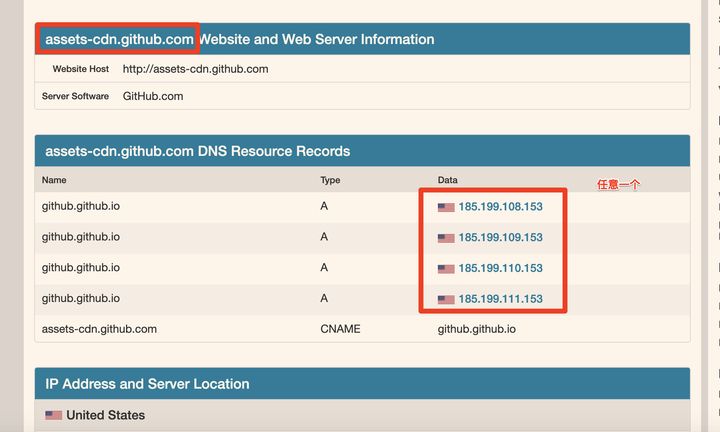 assets-cdn.github.com Website and Web Server Information
Website Host http://assets-cdn.github.com
Server Software GitHub.com
assets-cdn.github.com DNS Resource Records
Name Type Data 任意一个
github.github.io A 185.199.108.153
github.github.io A 185.199.109.153
github.github.io A 185.199.110.153
github.github.io A 185.199.111.153
assets-cdn.github.com CNAME github.github.io
IP Address and Server Location
United States